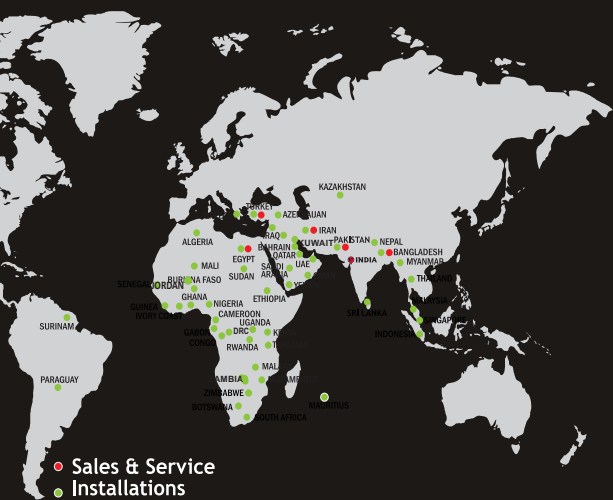 KAZAKHSTAN
TURKEY
ALGERIA
IRAQ
IRAN
KUWAIT
PAKISTAN
NEPAL
BAHRAIN
BANGLADESH
EGYPT
QATAR
INDIA
MYANMAR
MALI
SUDAN
SAUDI
ARABIA
UAE
THAILAND
SENEGAL
JORDAN
BURKINA FASO
GHANA
NIGERIA
ETHIOPIA
MALAYSIA
GUINEA
IVORY COAST
CAMEROON
SRI LANKA
SINGAPORE
SURINAM
UGANDA
GABON
DRC
INDONESIA
CONGO
RWANDA
PARAGUAY
ZIMBABWE
BOTSWANA
MAURITIUS
SOUTH AFRICA
Sales & Service
Installations